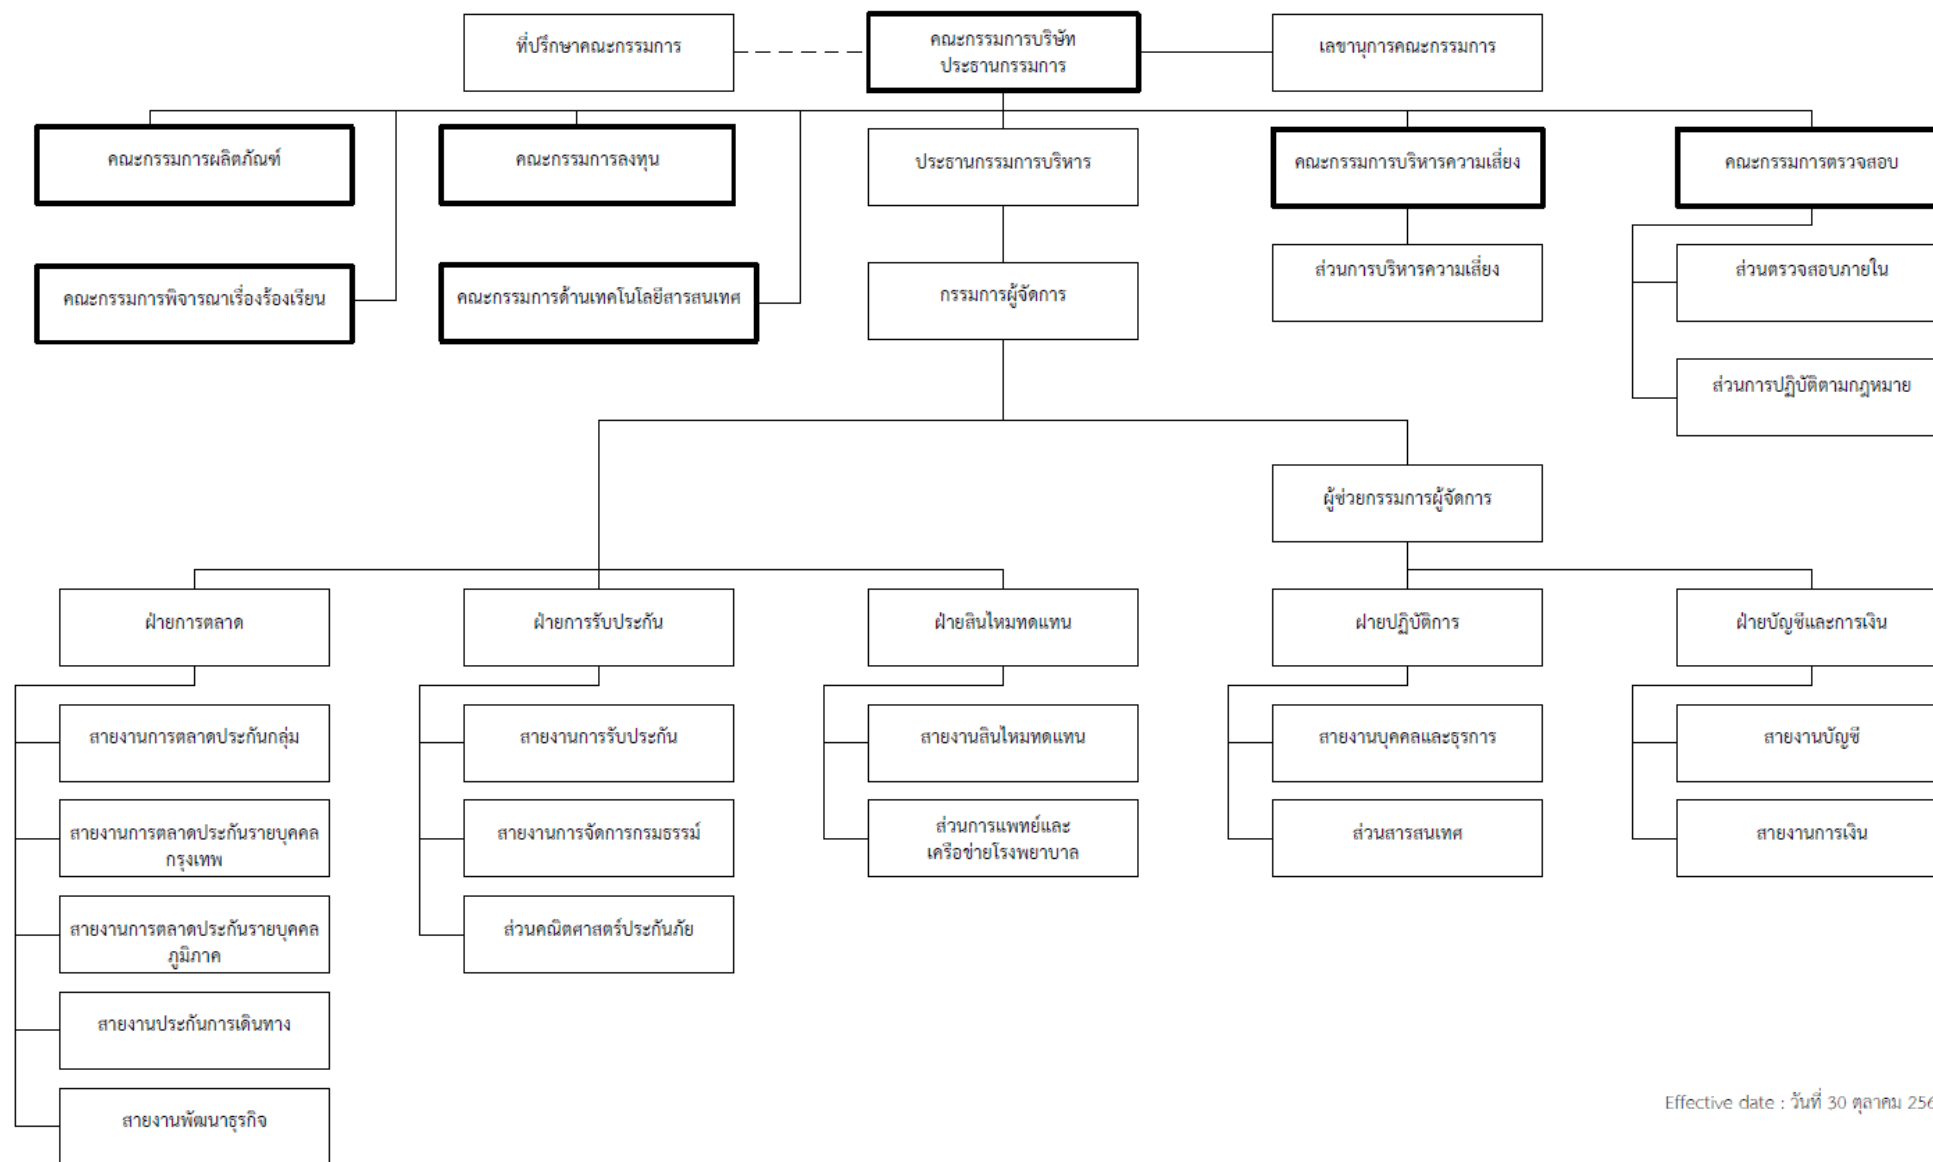 ที่ปรึกษาคณะกรรมการ
คณะกรรมการบริษัท
ประธานกรรมการ
เลขานุการคณะกรรมการ
คณะกรรมการผลิตภัณฑ์
คณะกรรมการลงทุน
ประธานกรรมการบริหาร
คณะกรรมการบริหารความเสี่ยง
คณะกรรมการตรวจสอบ
คณะกรรมการพิจารณาเรื่องร้องเรียน
คณะกรรมการด้านเทคโนโลยีสารสนเทศ
กรรมการผู้จัดการ
ส่วนการบริหารความเสี่ยง
ส่วนตรวจสอบภายใน
ส่วนการปฏิบัติตามกฎหมาย
ผู้ช่วยกรรมการผู้จัดการ
ฝ่ายการตลาด
ฝ่ายการรับประกัน
ฝ่ายสินไหมทดแทน
ฝ่ายปฏิบัติการ
ฝ่ายบัญชีและการเงิน
สายงานการตลาดประกันกลุ่ม
สายงานการรับประกัน
สายงานสินไหมทดแทน
สายงานบุคคลและธุรการ
สายงานบัญชี
สายงานการตลาดประกันรายบุคคล
กรุงเทพ
สายงานการจัดการกรมธรรม์
ส่วนการแพทย์และ
เครือข่ายโรงพยาบาล
ส่วนสารสนเทศ
สายงานการเงิน
สายงานการตลาดประกันรายบุคคล
ภูมิภาค
ส่วนคณิตศาสตร์ประกันภัย
สายงานประกันการเดินทาง
สายงานพัฒนาธุรกิจ
Effective date : วันที่ 30 ตุลาคม